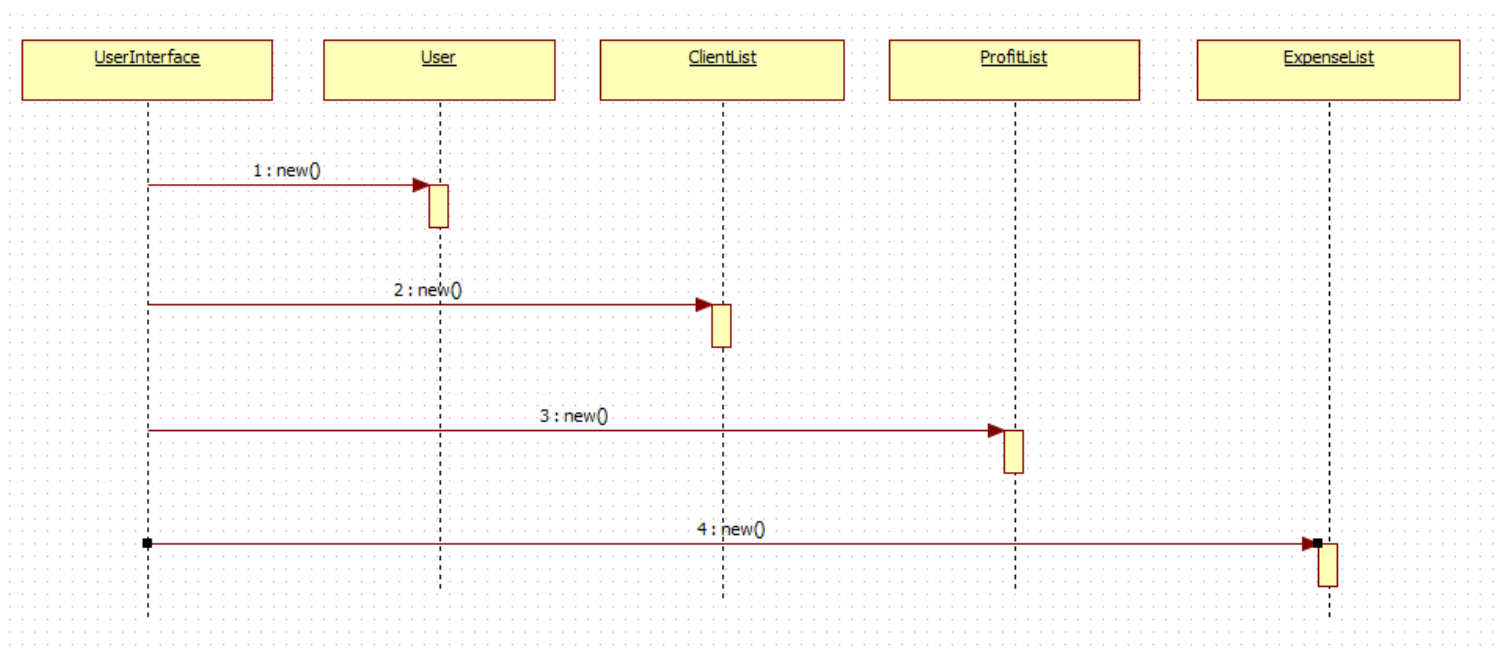 UserInterface
User
ClientList
ProfitList
ExpenseList
1 : new()
2 : new()
3 : new()
4 : new()